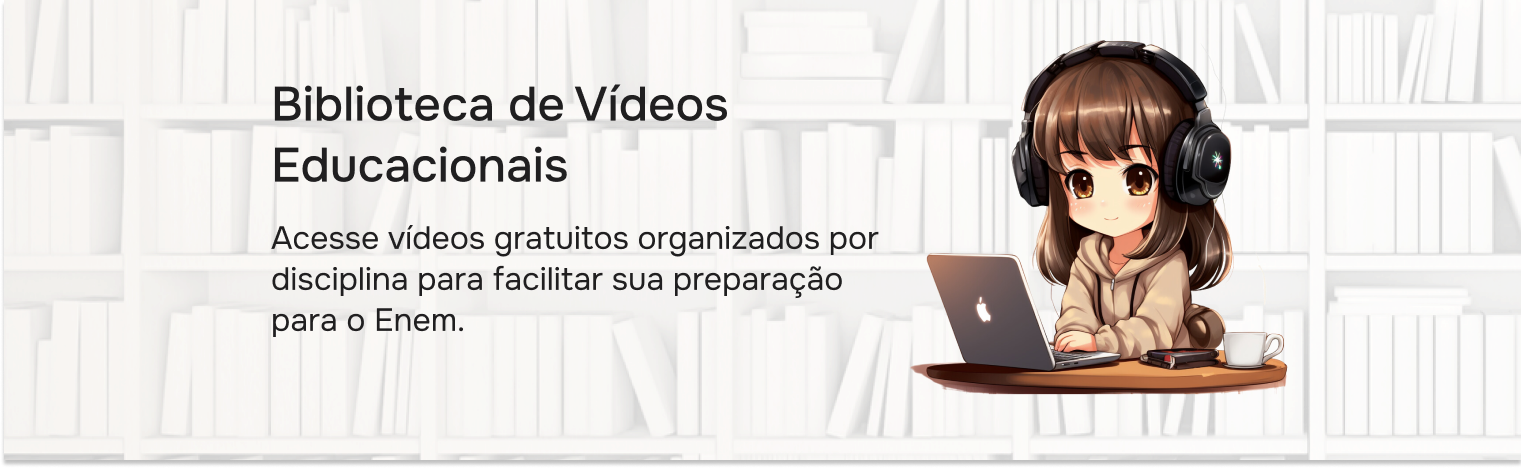 Biblioteca de Vídeos
Educacionais
Acesse vídeos gratuitos organizados por
disciplina para facilitar sua preparação
para o Enem.